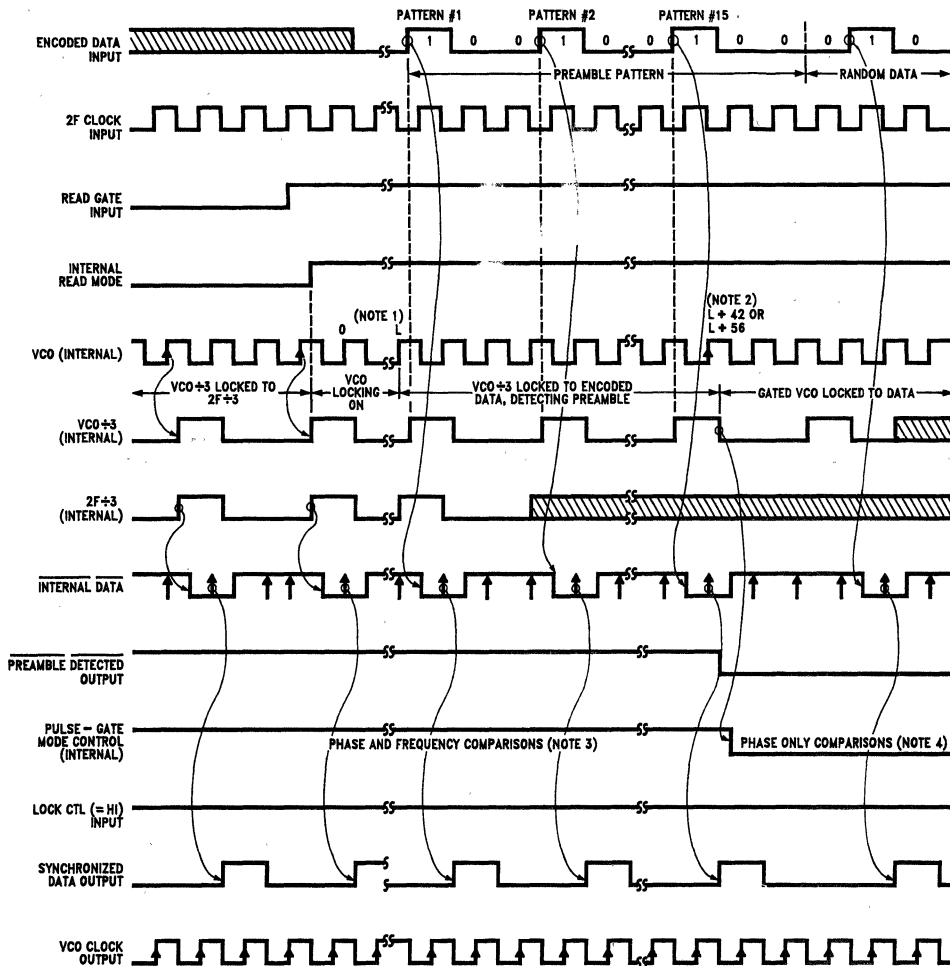 PATTERN #1 PATTERN #2 PATTERN #15
ENCODED DATA
INPUT
1 0 0 1 0 0 0 1 0 0 0 1 0
PREAMBLE PATTERN RANDOM DATA
2F CLOCK
INPUT
SS
READ GATE
INPUT
INTERNAL
READ MODE
(NOTE 1)
0 L
(NOTE 2)
L + 42 OR
L + 56
VCO (INTERNAL)
VCO÷3 LOCKED TO
2F÷3
VCO
LOCKING
ON
VCO÷3 LOCKED TO ENCODED
DATA, DETECTING PREAMBLE
GATED VCO LOCKED TO DATA
VCO÷3
(INTERNAL)
2F÷3
(INTERNAL)
INTERNAL DATA
PREAMBLE DETECTED
OUTPUT
PULSE-GATE
MODE CONTROL
(INTERNAL)
PHASE AND FREQUENCY COMPARISONS (NOTE 3)
PHASE ONLY COMPARISONS (NOTE 4)
LOCK CTL (=HI)
INPUT
SYNCHRONIZED
DATA OUTPUT
VCO CLOCK
OUTPUT